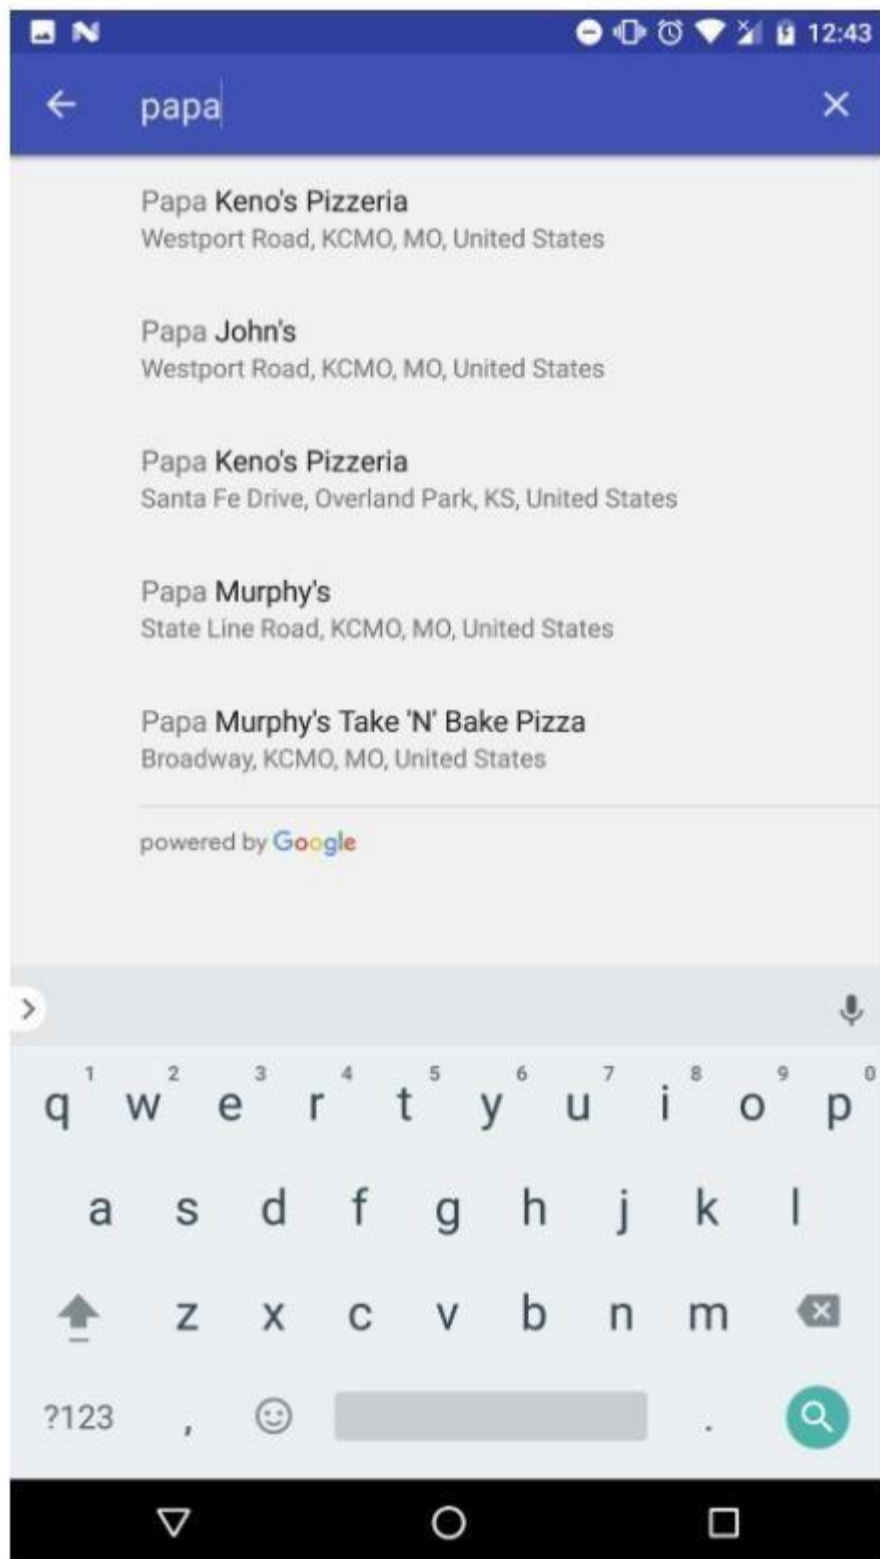 12:43
papa
Papa Keno's Pizzeria
Westport Road, KCMO, MO, United States
Papa John's
Westport Road, KCMO, MO, United States
Papa Keno's Pizzeria
Santa Fe Drive, Overland Park, KS, United States
Papa Murphy's
State Line Road, KCMO, MO, United States
Papa Murphy's Take 'N' Bake Pizza
Broadway, KCMO, MO, United States
powered by Google
1 2 3 4 5 6 7 8 9 0
q w e r t y u i o p
a s d f g h j k l
z x c v b n m
?123 , .